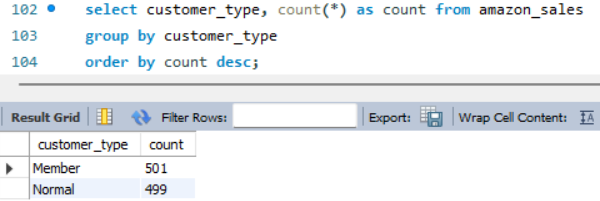 102 select customer_type, count(*) as count from amazon_sales
103 group by customer_type
104 order by count desc;
Result Grid Filter Rows: Export: Wrap Cell Content: IA
customer_type count
Member 501
Normal 499